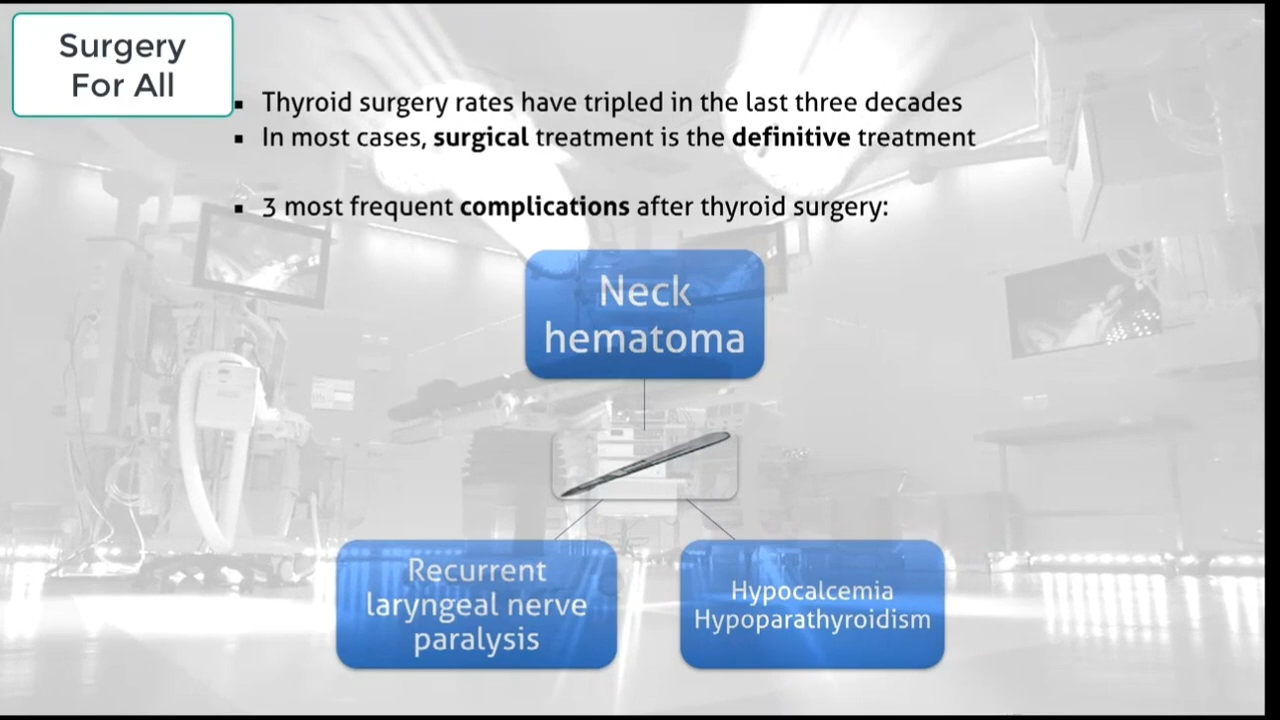 Surgery
For All
▪ Thyroid surgery rates have tripled in the last three decades
▪ In most cases, surgical treatment is the definitive treatment
▪ 3 most frequent complications after thyroid surgery:
Neck
hematoma
Recurrent
laryngeal nerve
paralysis
Hypocalcemia
Hypoparathyroidism